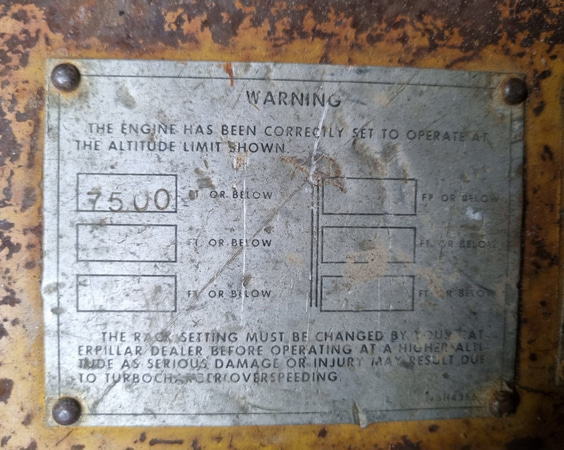 WARNING
THE ENGINE HAS BEEN CORRECTLY SET TO OPERATE AT
THE ALTITUDE LIMIT SHOWN.
7500 FT OR BELOW FT OR BELOW
FT OR BELOW FT OR BELOW
FT OR BELOW FT OR BELOW
THE RACK SETTING MUST BE CHANGED BY YOUR CAT-
ERPILLAR DEALER BEFORE OPERATING AT A HIGHER ALTI-
TUDE AS SERIOUS DAMAGE OR INJURY MAY RESULT DUE
TO TURBOCHARGER OVERSPEEDING.